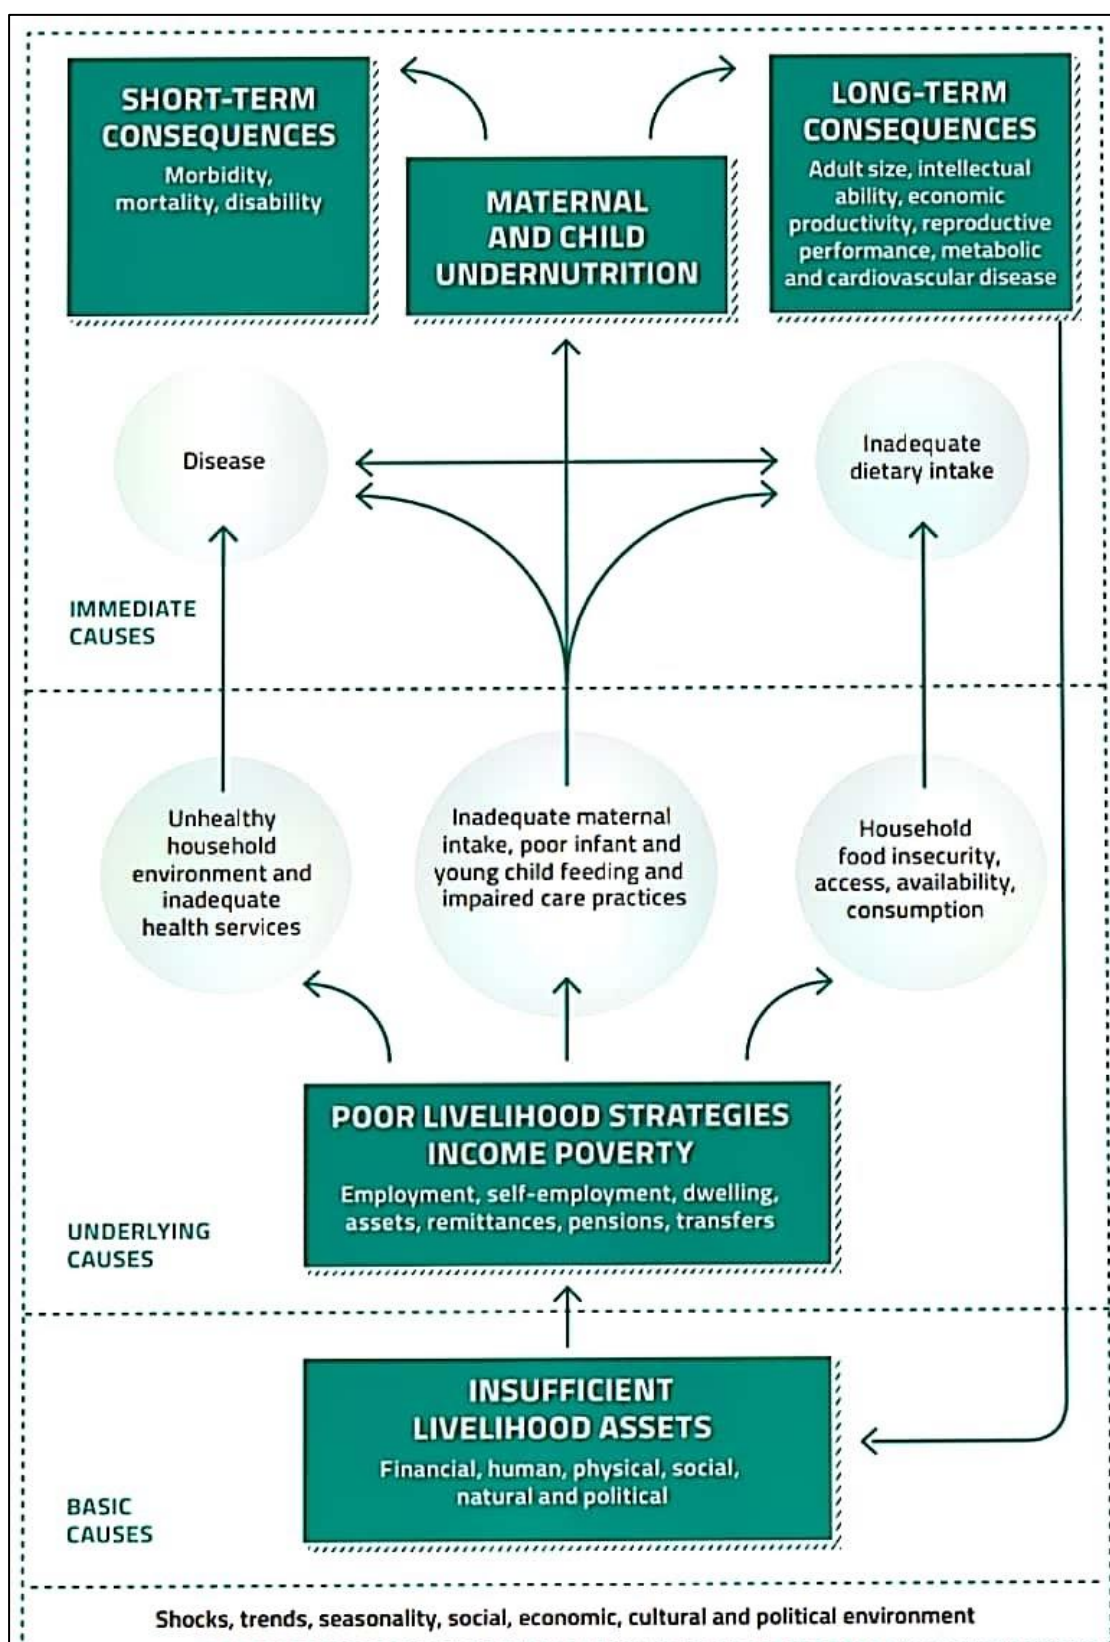 SHORT-TERM
CONSEQUENCES
Morbidity,
mortality, disability
MATERNAL
AND CHILD
UNDERNUTRITION
LONG-TERM
CONSEQUENCES
Adult size, intellectual
ability, economic
productivity, reproductive
performance, metabolic
and cardiovascular disease
Disease
Inadequate
dietary intake
IMMEDIATE
CAUSES
Unhealthy
household
environment and
inadequate
health services
Inadequate maternal
intake, poor infant and
young child feeding and
impaired care practices
Household
food insecurity,
access, availability,
consumption
POOR LIVELIHOOD STRATEGIES
INCOME POVERTY
Employment, self-employment, dwelling,
assets, remittances, pensions, transfers
UNDERLYING
CAUSES
INSUFFICIENT
LIVELIHOOD ASSETS
Financial, human, physical, social,
natural and political
BASIC
CAUSES
Shocks, trends, seasonality, social, economic, cultural and political environment